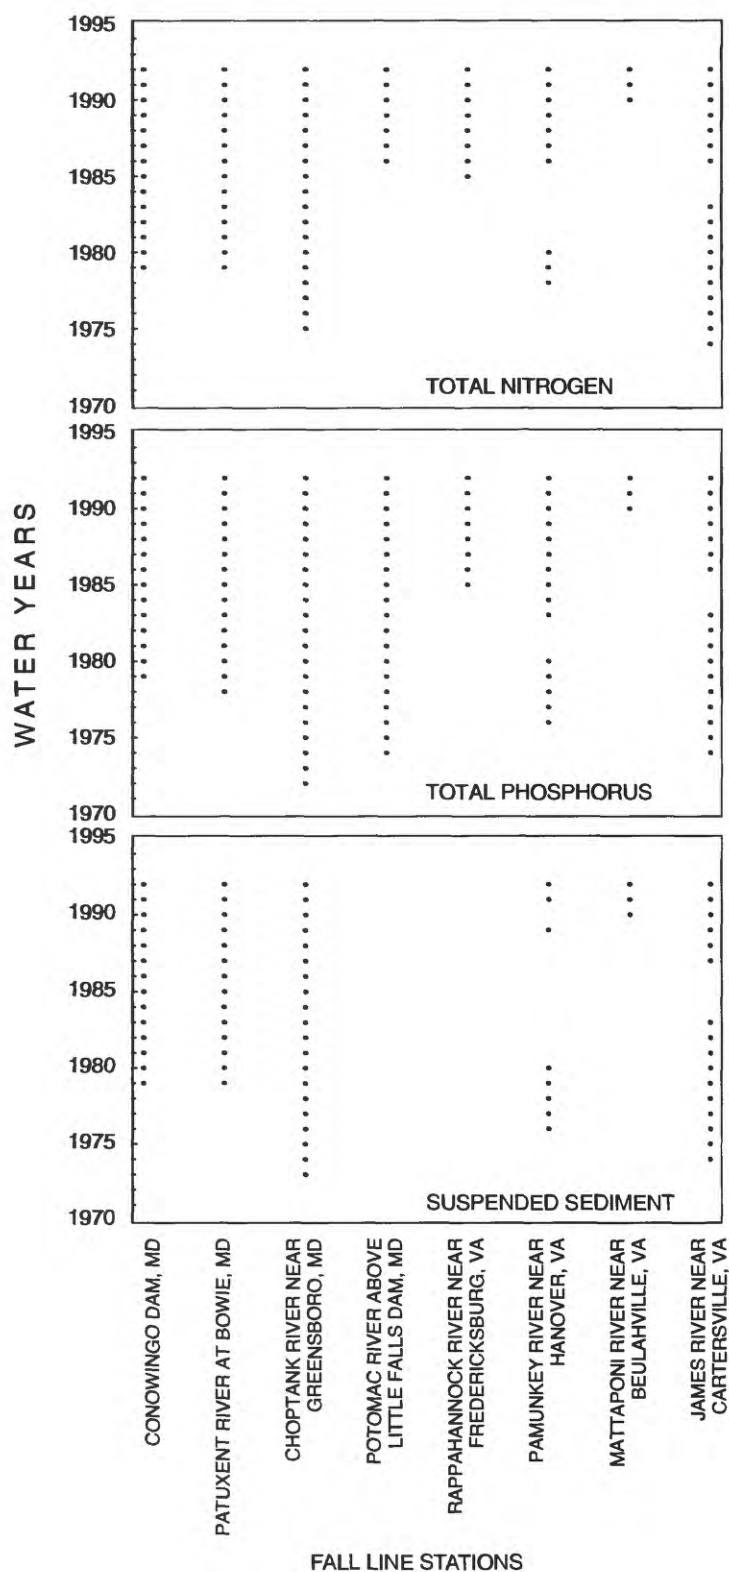 WATER YEARS
1995
1990
1985
1980
1975
1970
TOTAL NITROGEN
1995
1990
1985
1980
1975
1970
TOTAL PHOSPHORUS
1995
1990
1985
1980
1975
1970
SUSPENDED SEDIMENT
CONOWINGO DAM, MD
PATUXENT RIVER AT BOWIE, MD
CHOPTANK RIVER NEAR
GREENSBORO, MD
POTOMAC RIVER ABOVE
LITTLE FALLS DAM, MD
RAPPAHANNOCK RIVER NEAR
FREDERICKSBURG, VA
PAMUNKEY RIVER NEAR
HANOVER, VA
MATTAPONI RIVER NEAR
BEULAHVILLE, VA
JAMES RIVER NEAR
CARTERSVILLE, VA
FALL LINE STATIONS